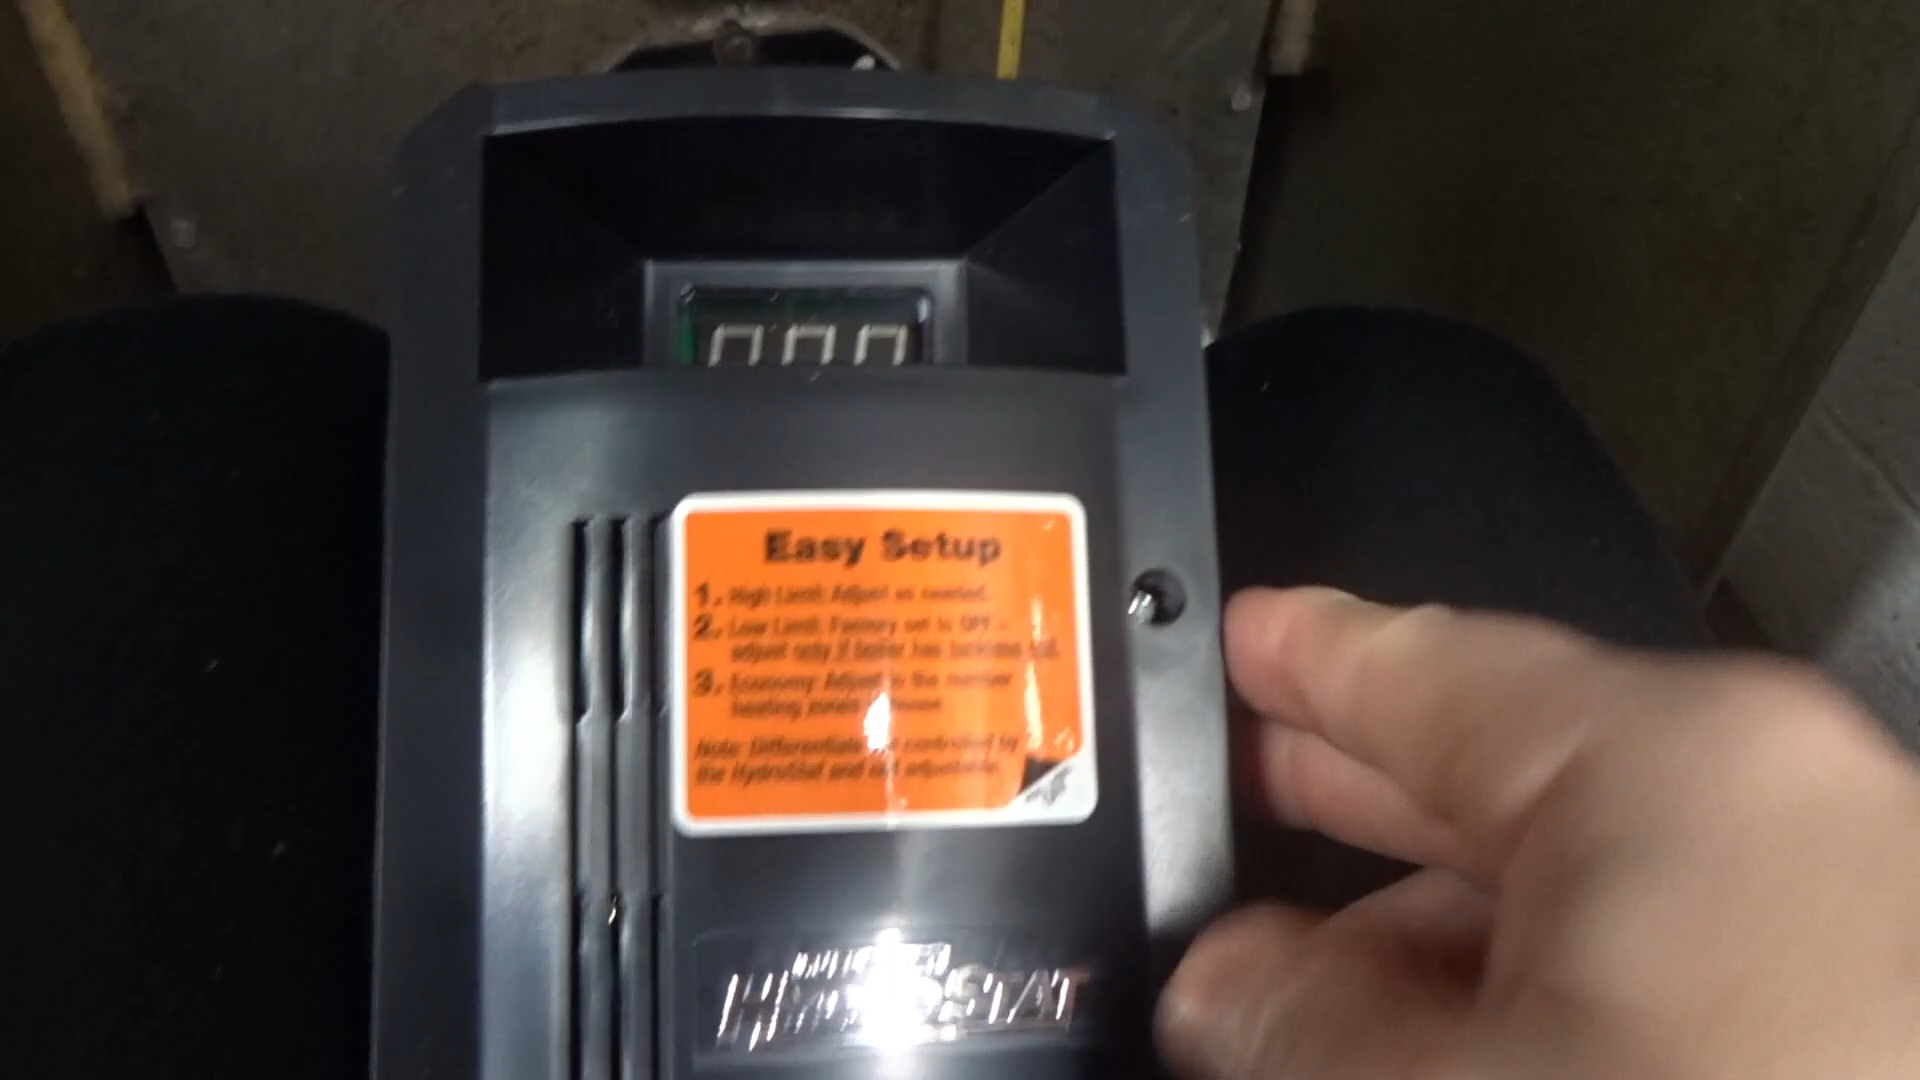 Easy Setup
1. High Limit: Adjust as needed.
2. Low Limit: Factory set to OFF -
adjust only if boiler has tankless coil.
3. Economy: Adjust to the number
heating zones in house
Note: Differentials are controlled by
the HydroStat and not adjustable.
HYDROSTAT